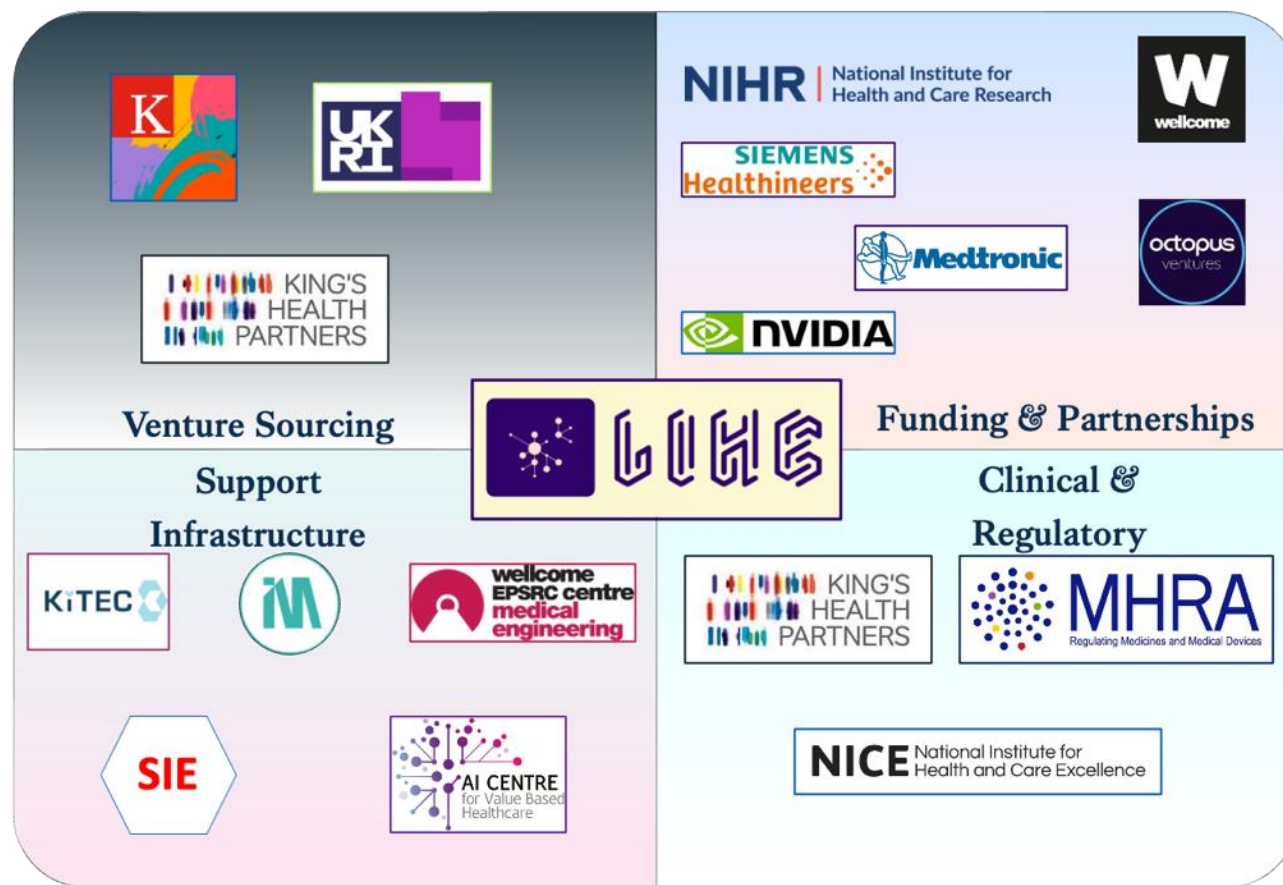 K
UK
RI
KING'S
HEALTH
PARTNERS
Venture Sourcing
NIHR | National Institute for
Health and Care Research
W
wellcome
SIEMENS
Healthineers
Medtronic
octopus
ventures
NVIDIA
Funding & Partnerships
LIHE
Support
Infrastructure
KiTEC
wellcome
EPSRC centre
medical
engineering
SIE
AI CENTRE
for Value Based
Healthcare
Clinical &
Regulatory
KING'S
HEALTH
PARTNERS
MHRA
Regulating Medicines and Medical Devices
NICE National Institute for
Health and Care Excellence